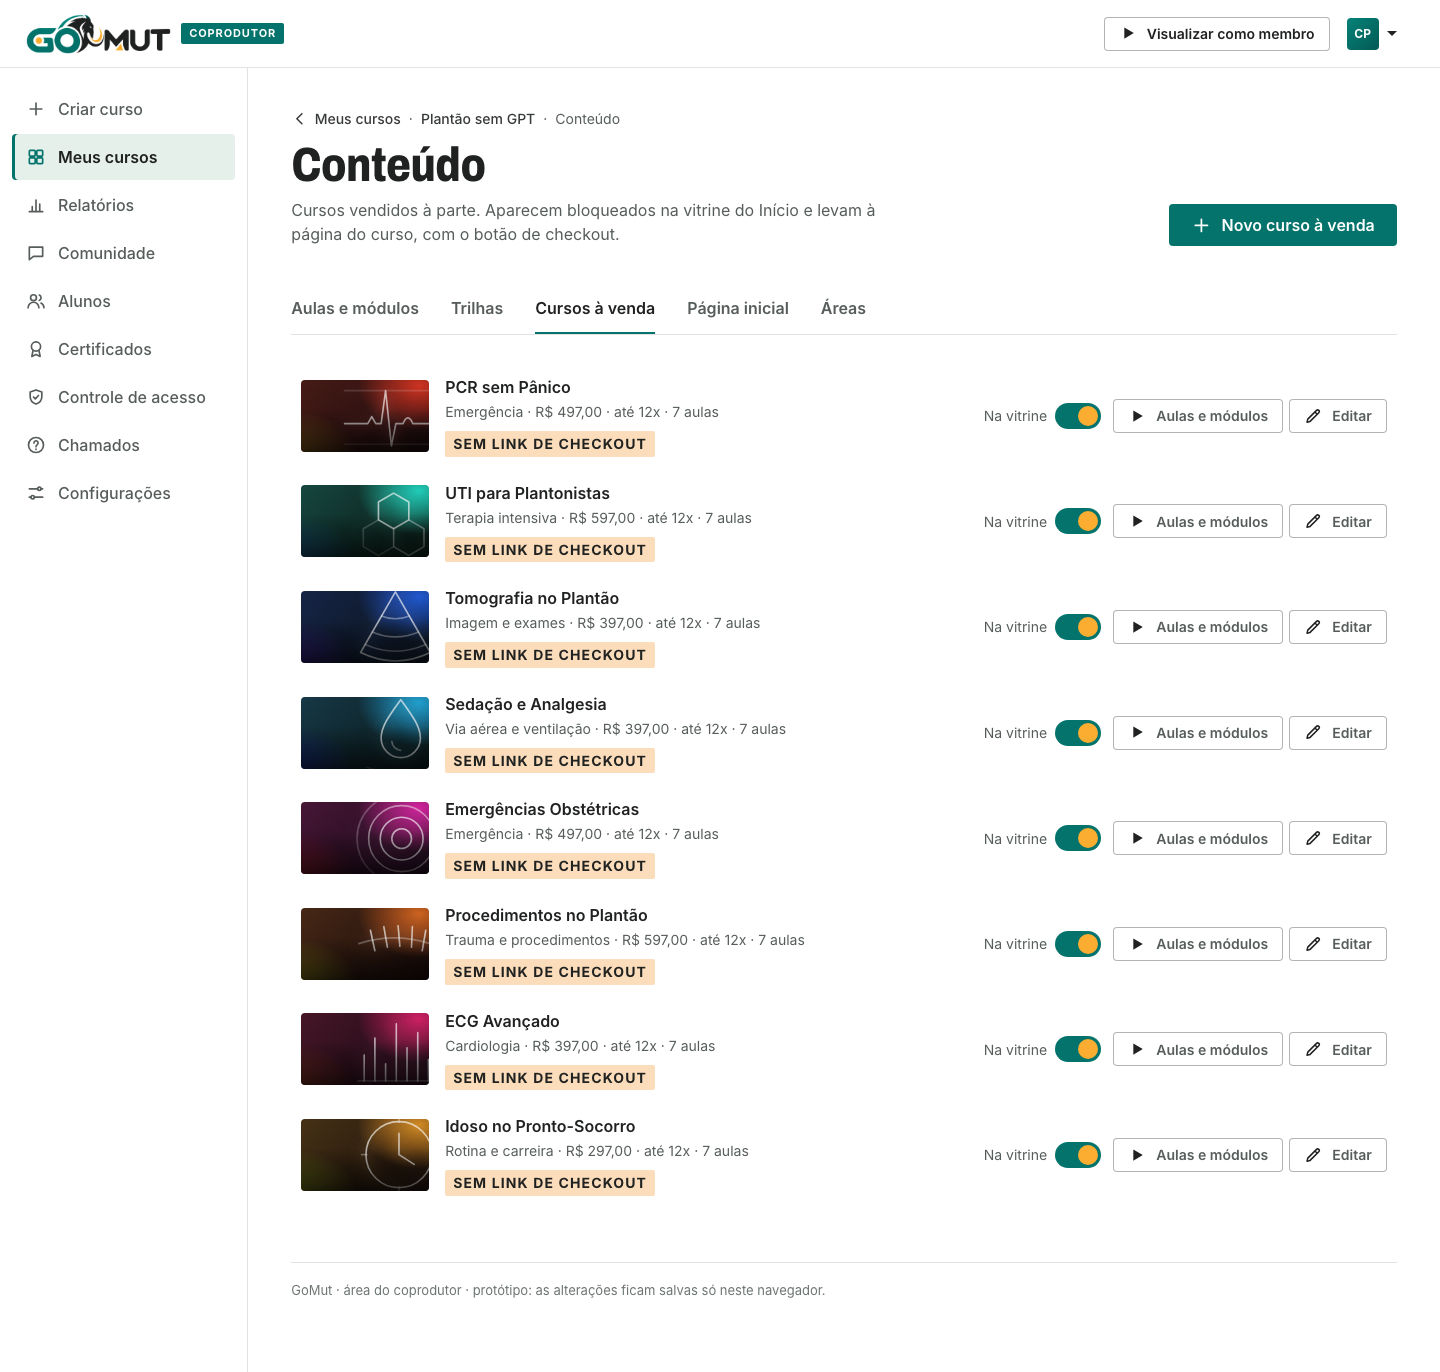 GOMUT
COPRODUTOR
Visualizar como membro
CP
Criar curso
Meus cursos
Relatórios
Comunidade
Alunos
Certificados
Controle de acesso
Chamados
Configurações
Meus cursos · Plantão sem GPT · Conteúdo
Conteúdo
Cursos vendidos à parte. Aparecem bloqueados na vitrine do Início e levam à
página do curso, com o botão de checkout.
Novo curso à venda
Aulas e módulos Trilhas Cursos à venda Página inicial Áreas
PCR sem Pânico
Emergência · R$ 497,00 · até 12x · 7 aulas
SEM LINK DE CHECKOUT
Na vitrine Aulas e módulos Editar
UTI para Plantonistas
Terapia intensiva · R$ 597,00 · até 12x · 7 aulas
SEM LINK DE CHECKOUT
Na vitrine Aulas e módulos Editar
Tomografia no Plantão
Imagem e exames · R$ 397,00 · até 12x · 7 aulas
SEM LINK DE CHECKOUT
Na vitrine Aulas e módulos Editar
Sedação e Analgesia
Via aérea e ventilação · R$ 397,00 · até 12x · 7 aulas
SEM LINK DE CHECKOUT
Na vitrine Aulas e módulos Editar
Emergências Obstétricas
Emergência · R$ 497,00 · até 12x · 7 aulas
SEM LINK DE CHECKOUT
Na vitrine Aulas e módulos Editar
Procedimentos no Plantão
Trauma e procedimentos · R$ 597,00 · até 12x · 7 aulas
SEM LINK DE CHECKOUT
Na vitrine Aulas e módulos Editar
ECG Avançado
Cardiologia · R$ 397,00 · até 12x · 7 aulas
SEM LINK DE CHECKOUT
Na vitrine Aulas e módulos Editar
Idoso no Pronto-Socorro
Rotina e carreira · R$ 297,00 · até 12x · 7 aulas
SEM LINK DE CHECKOUT
Na vitrine Aulas e módulos Editar
GoMut · área do coprodutor · protótipo: as alterações ficam salvas só neste navegador.